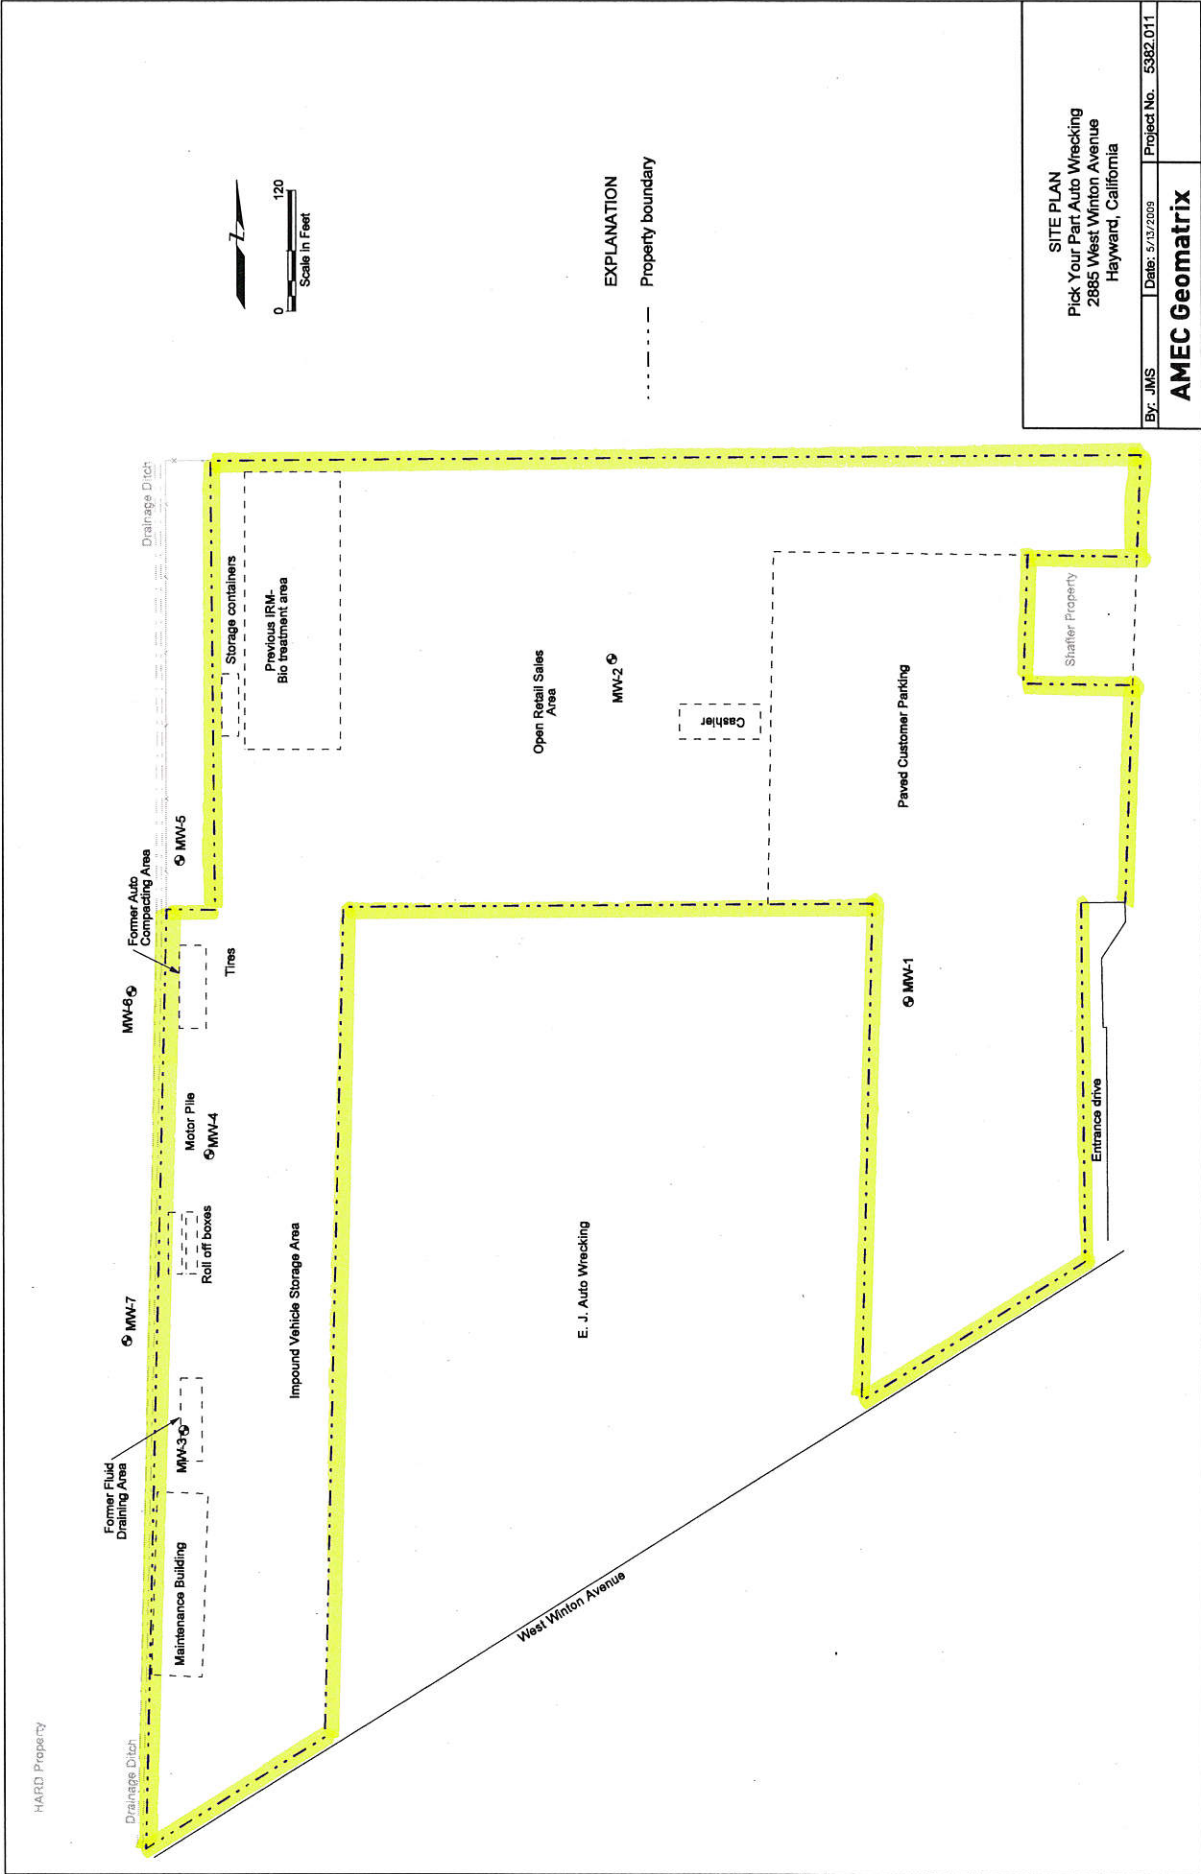 HARD Property
Drainage Ditch
Former Fluid
Draining Area
MW-7
MW-6
Former Auto
Compacting Area
MW-5
Drainage Ditch
Maintenance Building
MW-3
Roll off boxes
Motor Pile
MW-4
Tires
Storage containers
Previous IRM-
Bio treatment area
Impound Vehicle Storage Area
E. J. Auto Wrecking
Open Retail Sales
Area
MW-2
Cashier
Paved Customer Parking
MW-1
Shaffer Property
Entrance drive
West Winton Avenue
Z
0 120
Scale in Feet
EXPLANATION
Property boundary
SITE PLAN
Pick Your Part Auto Wrecking
2885 West Winton Avenue
Hayward, California
By: JMS Date: 5/13/2009 Project No. 5382.011
AMEC Geomatrix